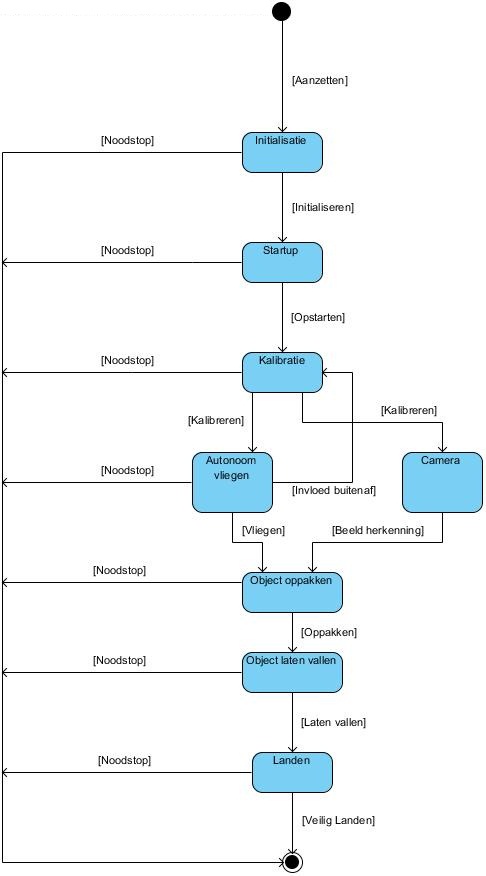 [Aanzetten]
[Noodstop]
Initialisatie
[Initialiseren]
[Noodstop]
Startup
[Opstarten]
[Noodstop]
Kalibratie
[Kalibreren]
[Kalibreren]
[Noodstop]
Autonoom
vliegen
Camera
[Invloed buitenaf]
[Vliegen]
[Beeld herkenning]
[Noodstop]
Object oppakken
[Oppakken]
[Noodstop]
Object laten vallen
[Laten vallen]
[Noodstop]
Landen
[Veilig Landen]